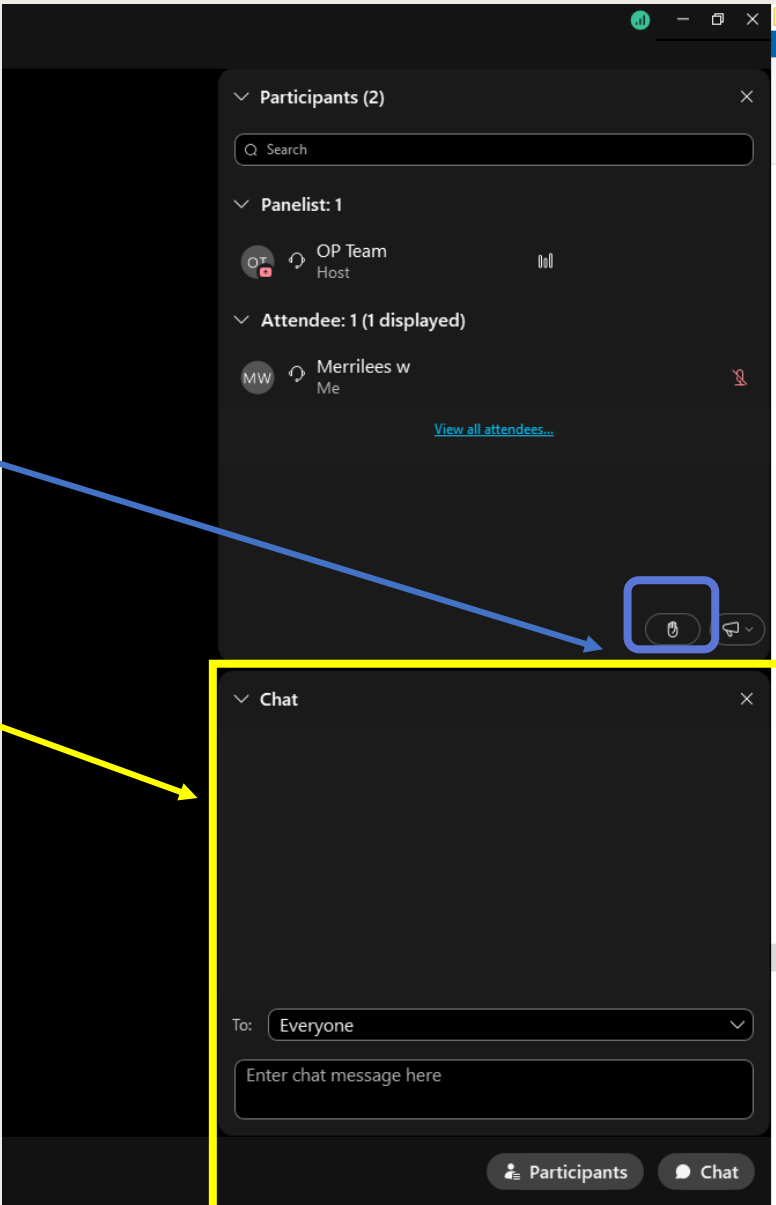 Participants (2)
Search
Panelist: 1
OT
OP Team
Host
Attendee: 1 (1 displayed)
MW
Merrilees w
Me
View all attendees...
Chat
To: Everyone
Enter chat message here
Participants
Chat